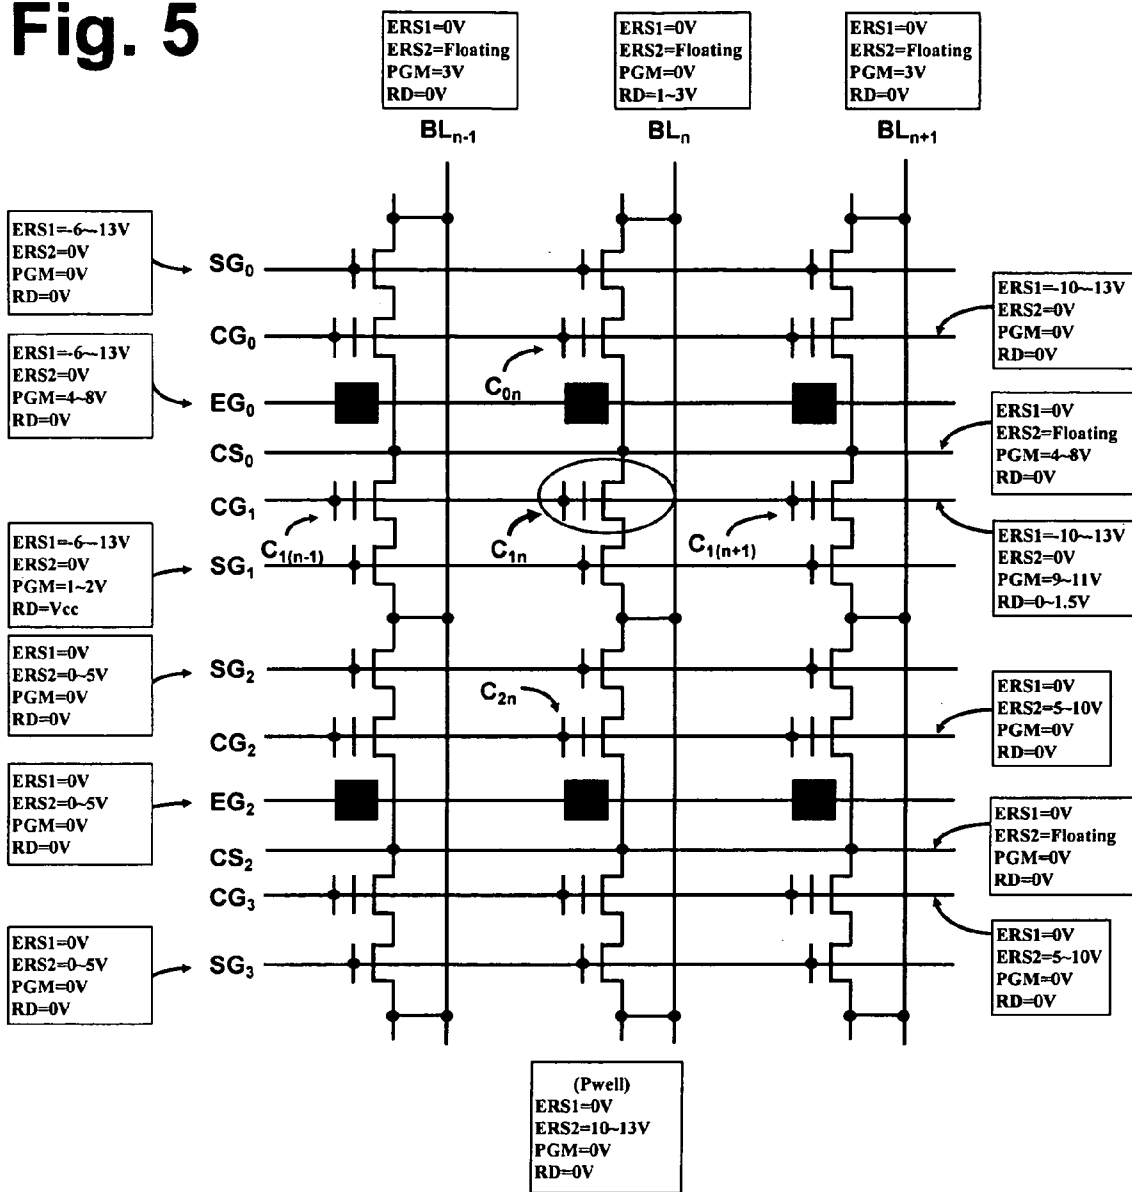 Fig. 5
ERS1=0V
ERS2=Floating
PGM=3V
RD=0V
ERS1=0V
ERS2=Floating
PGM=0V
RD=1~3V
ERS1=0V
ERS2=Floating
PGM=3V
RD=0V
BLn-1
BLn
BLn+1
ERS1=-6~-13V
ERS2=0V
PGM=0V
RD=0V
SG0
ERS1=-10~-13V
ERS2=0V
PGM=0V
RD=0V
CG0
C0n
ERS1=-6~-13V
ERS2=0V
PGM=4~8V
RD=0V
EG0
ERS1=0V
ERS2=Floating
PGM=4~8V
RD=0V
CS0
CG1
C1(n-1)
C1n
C1(n+1)
ERS1=-10~-13V
ERS2=0V
PGM=9~11V
RD=0~1.5V
ERS1=-6~-13V
ERS2=0V
PGM=1~2V
RD=Vcc
SG1
ERS1=0V
ERS2=0~5V
PGM=0V
RD=0V
SG2
C2n
ERS1=0V
ERS2=5~10V
PGM=0V
RD=0V
CG2
ERS1=0V
ERS2=0~5V
PGM=0V
RD=0V
EG2
ERS1=0V
ERS2=Floating
PGM=0V
RD=0V
CS2
CG3
ERS1=0V
ERS2=5~10V
PGM=0V
RD=0V
ERS1=0V
ERS2=0~5V
PGM=0V
RD=0V
SG3
(Pwell)
ERS1=0V
ERS2=10~13V
PGM=0V
RD=0V